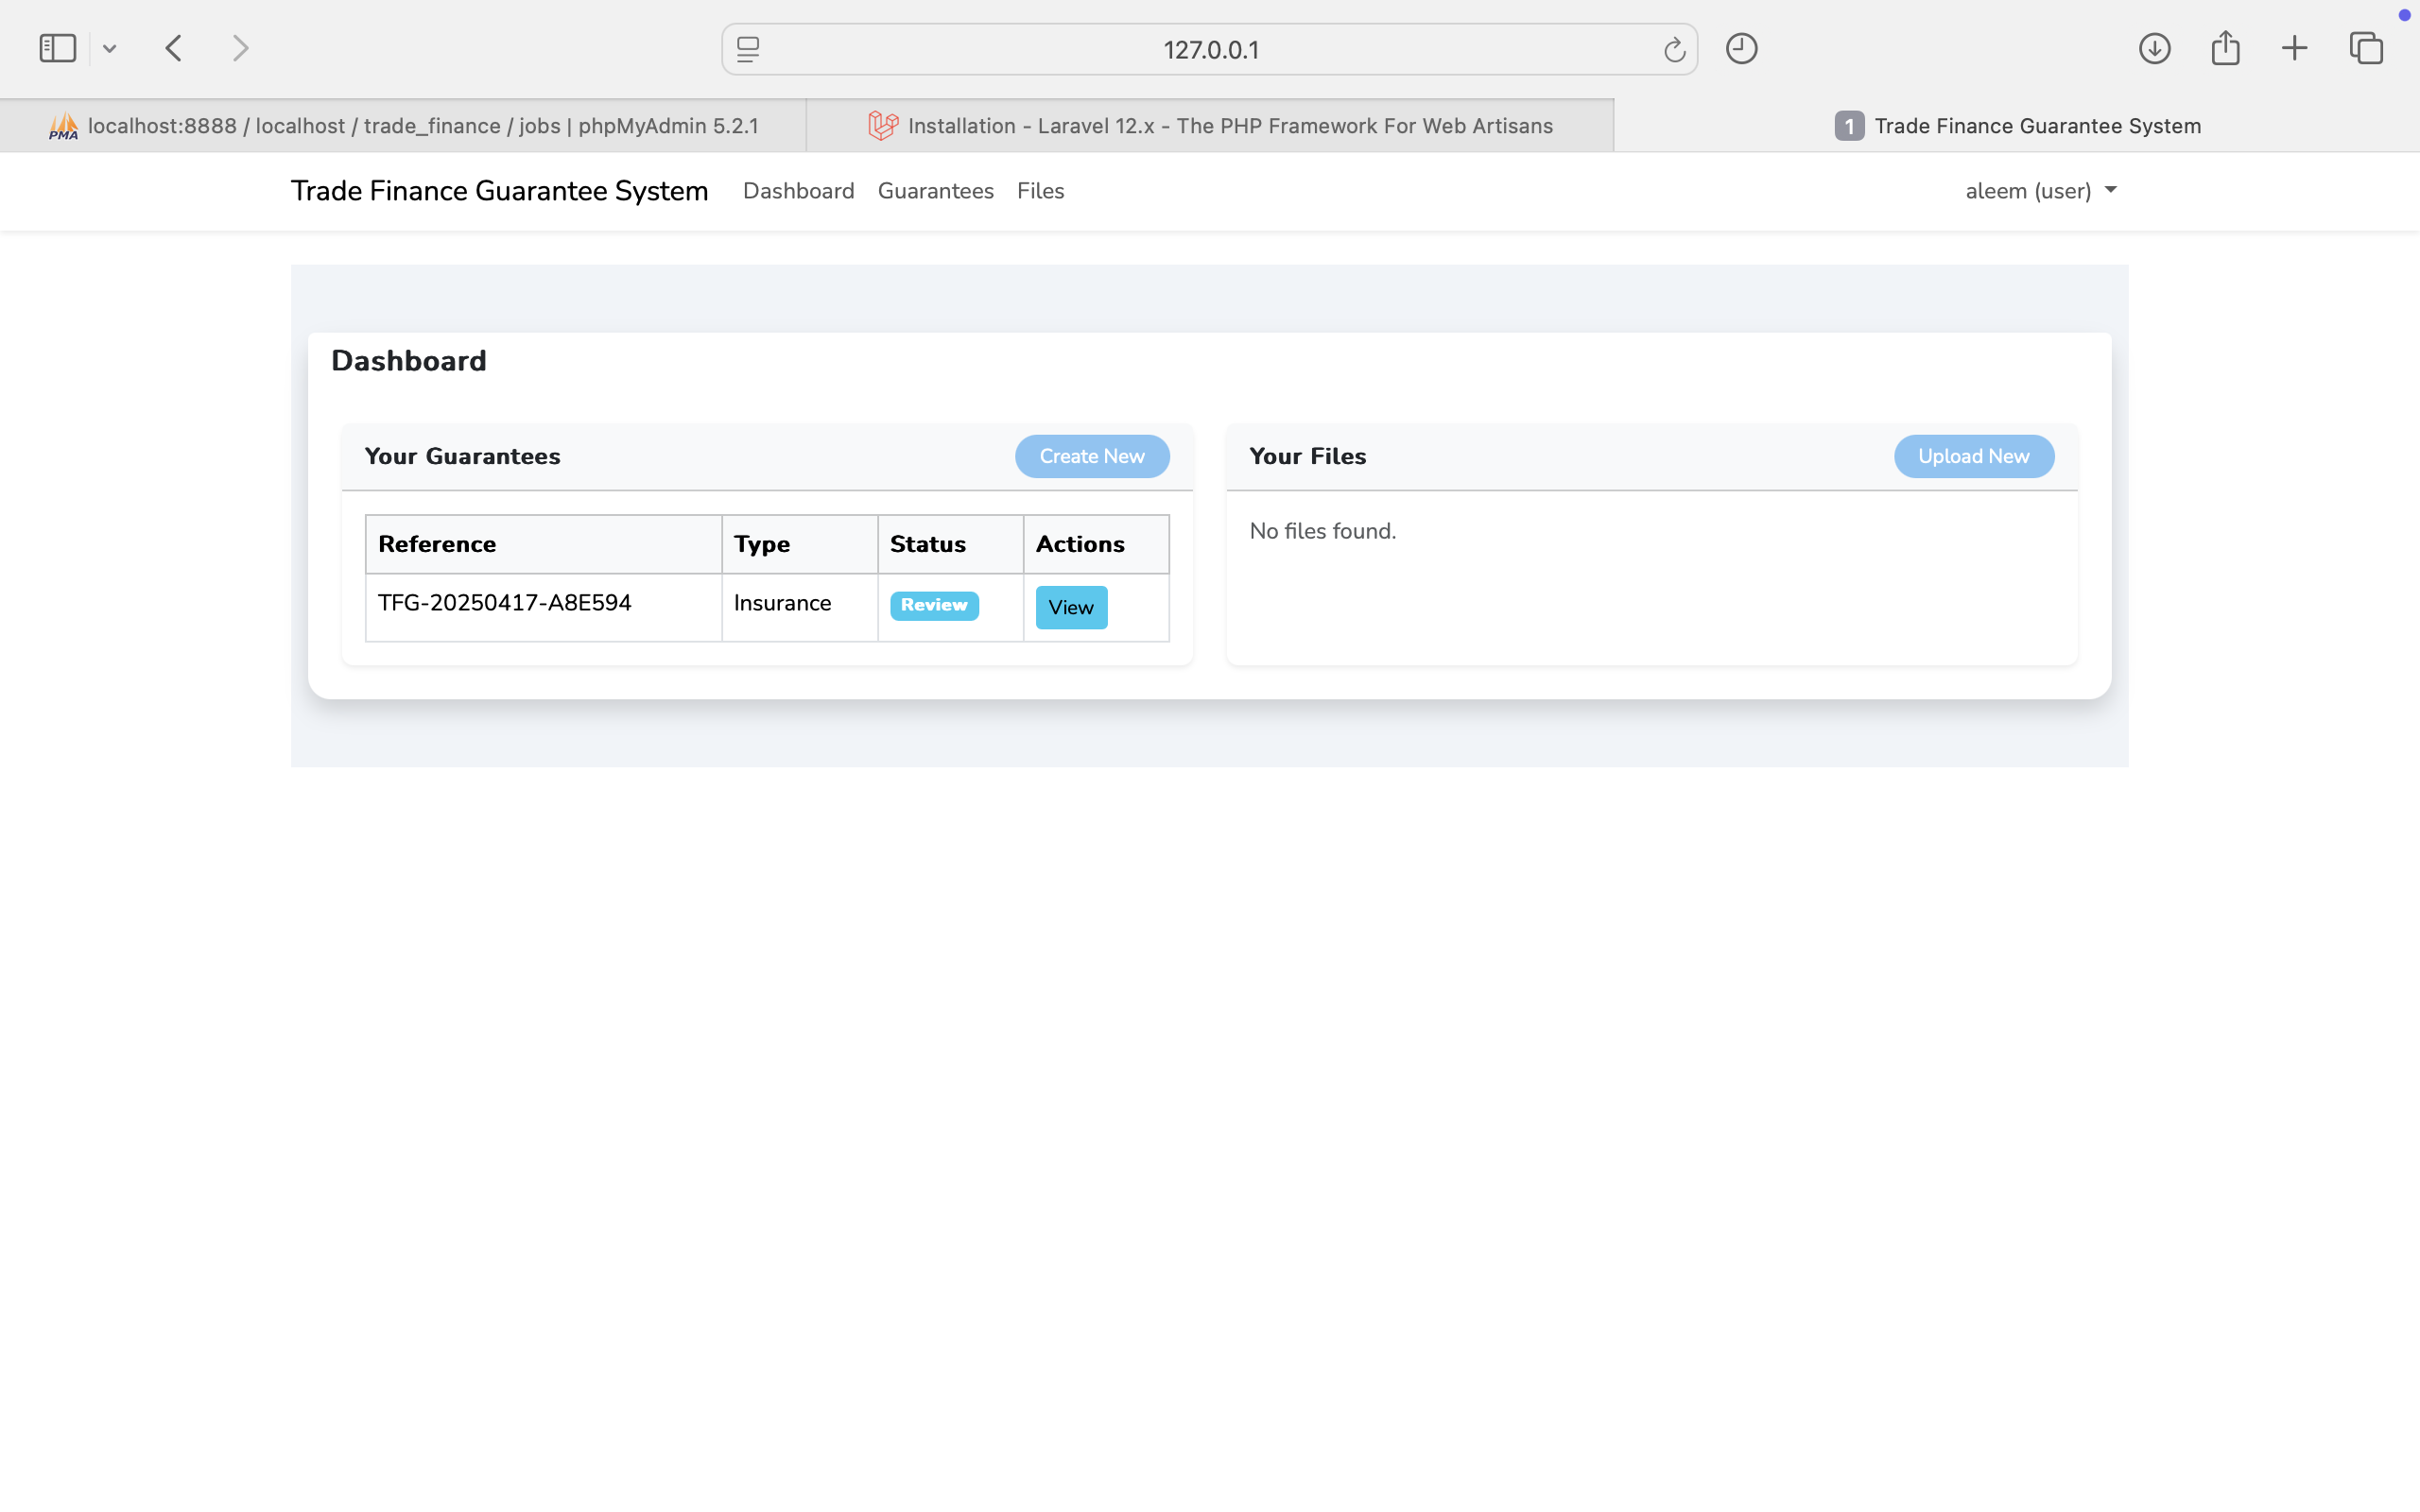 127.0.0.1
PMA localhost:8888 / localhost / trade_finance / jobs | phpMyAdmin 5.2.1
Installation - Laravel 12.x - The PHP Framework For Web Artisans
1 Trade Finance Guarantee System
Trade Finance Guarantee System Dashboard Guarantees Files aleem (user)
Dashboard
Your Guarantees Create New
Your Files Upload New
Reference Type Status Actions
TFG-20250417-A8E594 Insurance Review View
No files found.